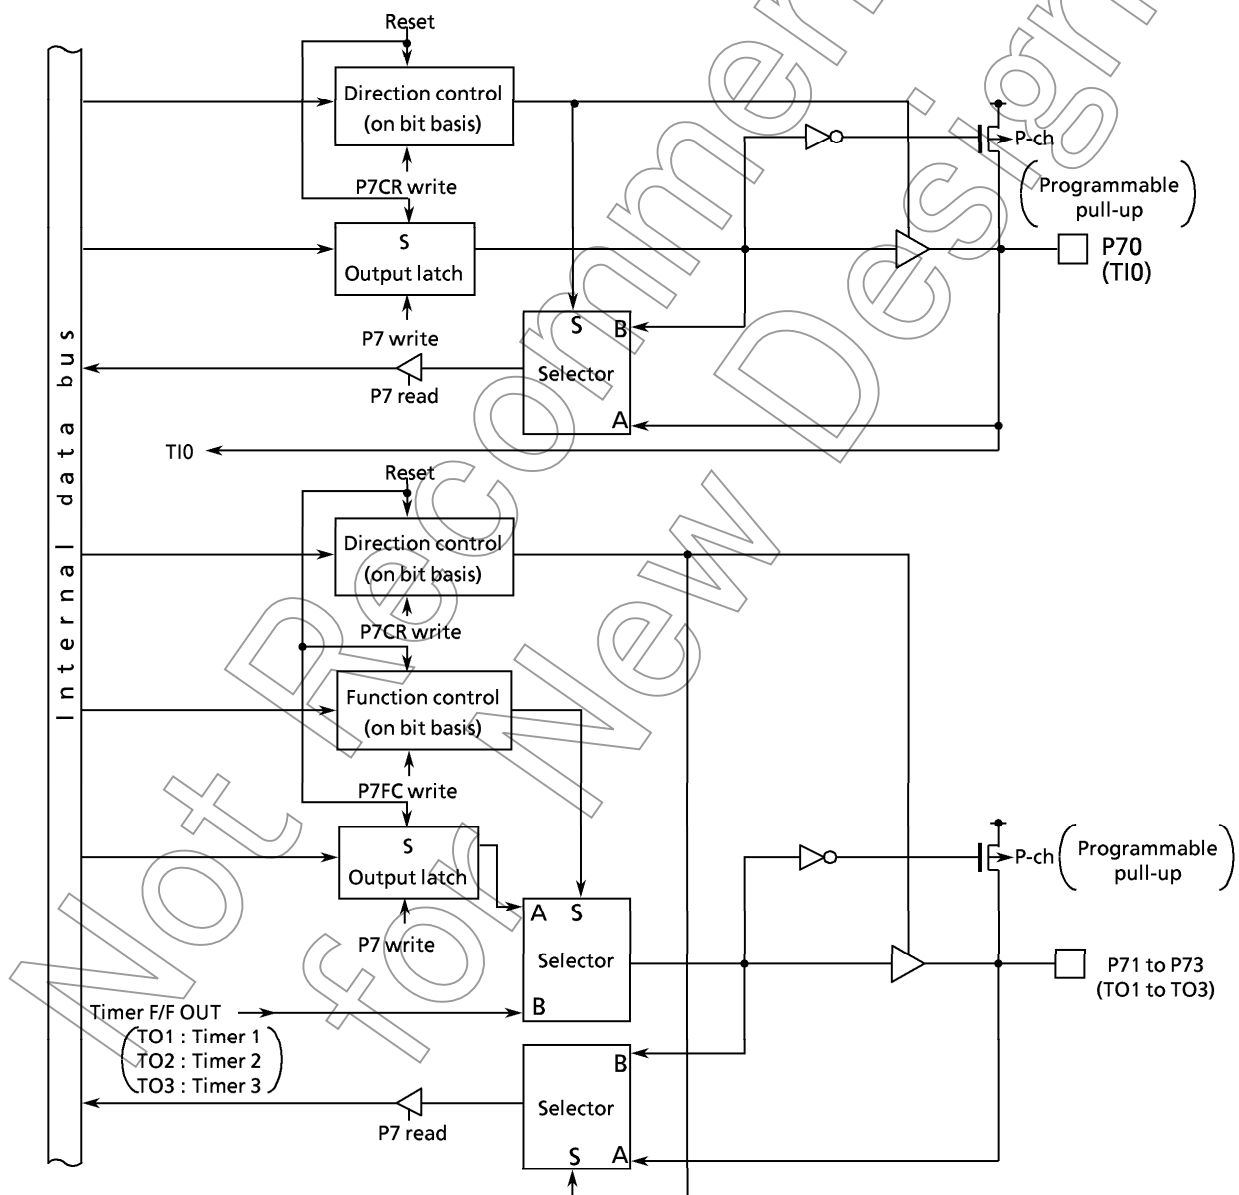 Reset
Direction control
(on bit basis)
P7CR write
P-ch
(Programmable
pull-up)
S
Output latch
P7 write
P70
(TI0)
S
B
Selector
A
P7 read
TI0
Internal data bus
Reset
Direction control
(on bit basis)
P7CR write
Function control
(on bit basis)
P7FC write
S
Output latch
P7 write
P-ch
(Programmable
pull-up)
A
S
Selector
B
P71 to P73
(TO1 to TO3)
Timer F/F OUT
(TO1 : Timer 1
TO2 : Timer 2
TO3 : Timer 3)
B
Selector
S
A
P7 read
Not Recommen
for New Design